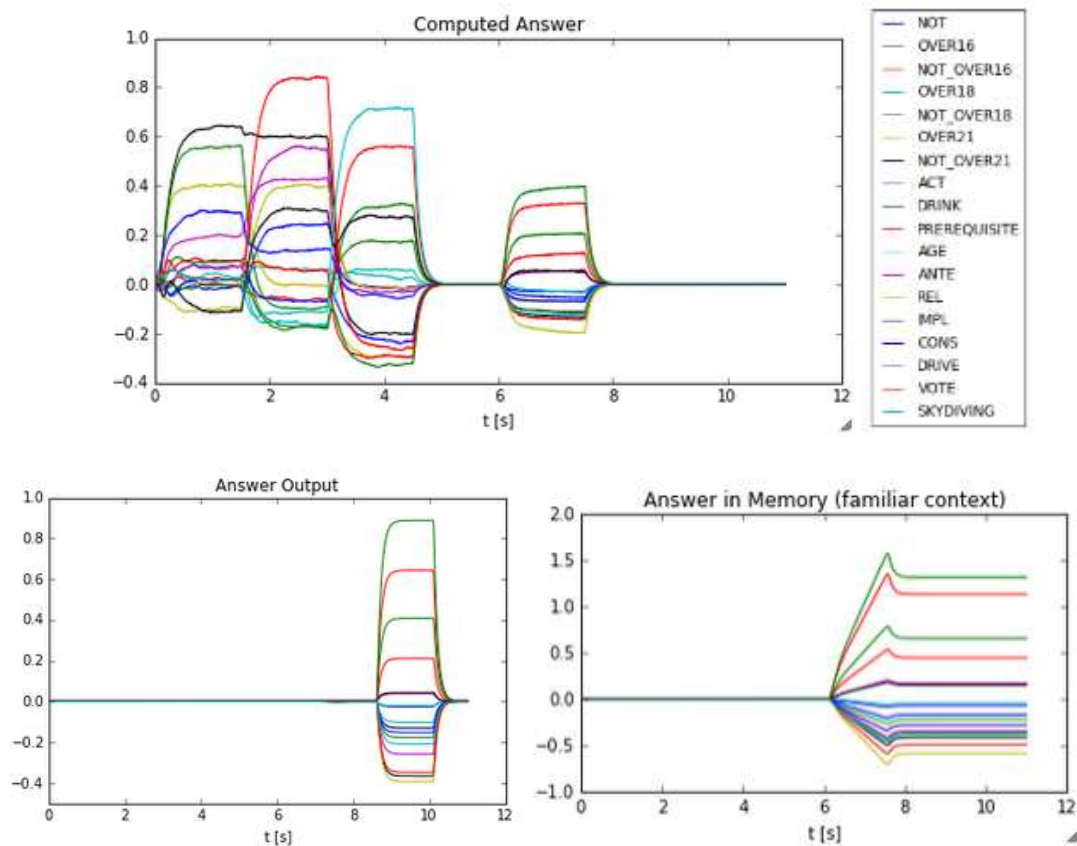 Computed Answer
1.0
0.8
0.6
0.4
0.2
0.0
−0.2
−0.4
0 2 4 6 8 10 12
t [s]
NOT
OVER16
NOT_OVER16
OVER18
NOT_OVER18
OVER21
NOT_OVER21
ACT
DRINK
PREREQUISITE
AGE
ANTE
REL
IMPL
CONS
DRIVE
VOTE
SKYDIVING
Answer Output
1.0
0.8
0.6
0.4
0.2
0.0
−0.2
−0.4
0 2 4 6 8 10 12
t [s]
Answer in Memory (familiar context)
2.0
1.5
1.0
0.5
0.0
−0.5
−1.0
0 2 4 6 8 10 12
t [s]